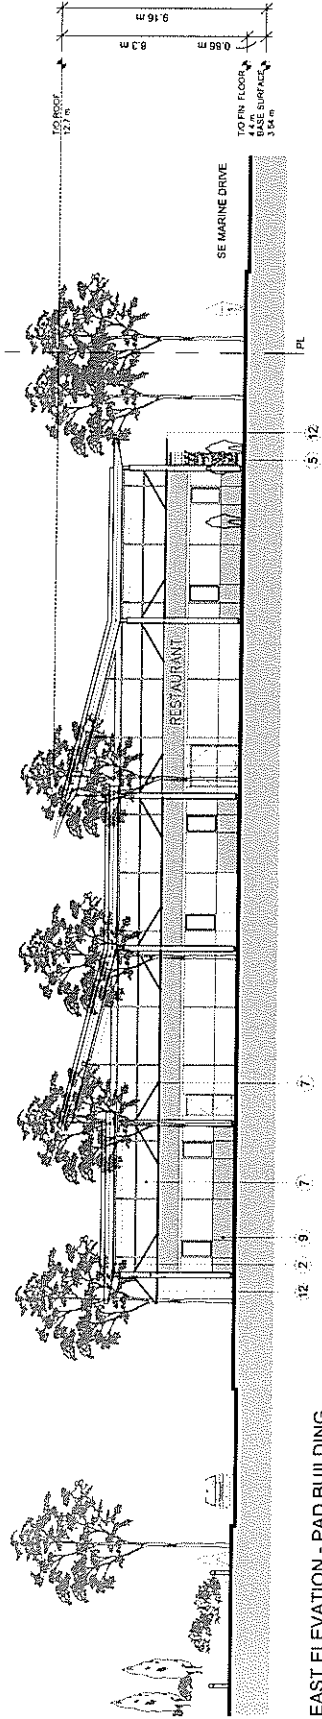 9.16 m
8.3 m
0.86 m
T/O ROOF
12.7 m
T/O FIN. FLOOR
4.4 m
BASE SURFACE
3.54 m
SE MARINE DRIVE
RESTAURANT
PL
12
2
9
7
7
5
12
EAST ELEVATION - PAD BUILDING